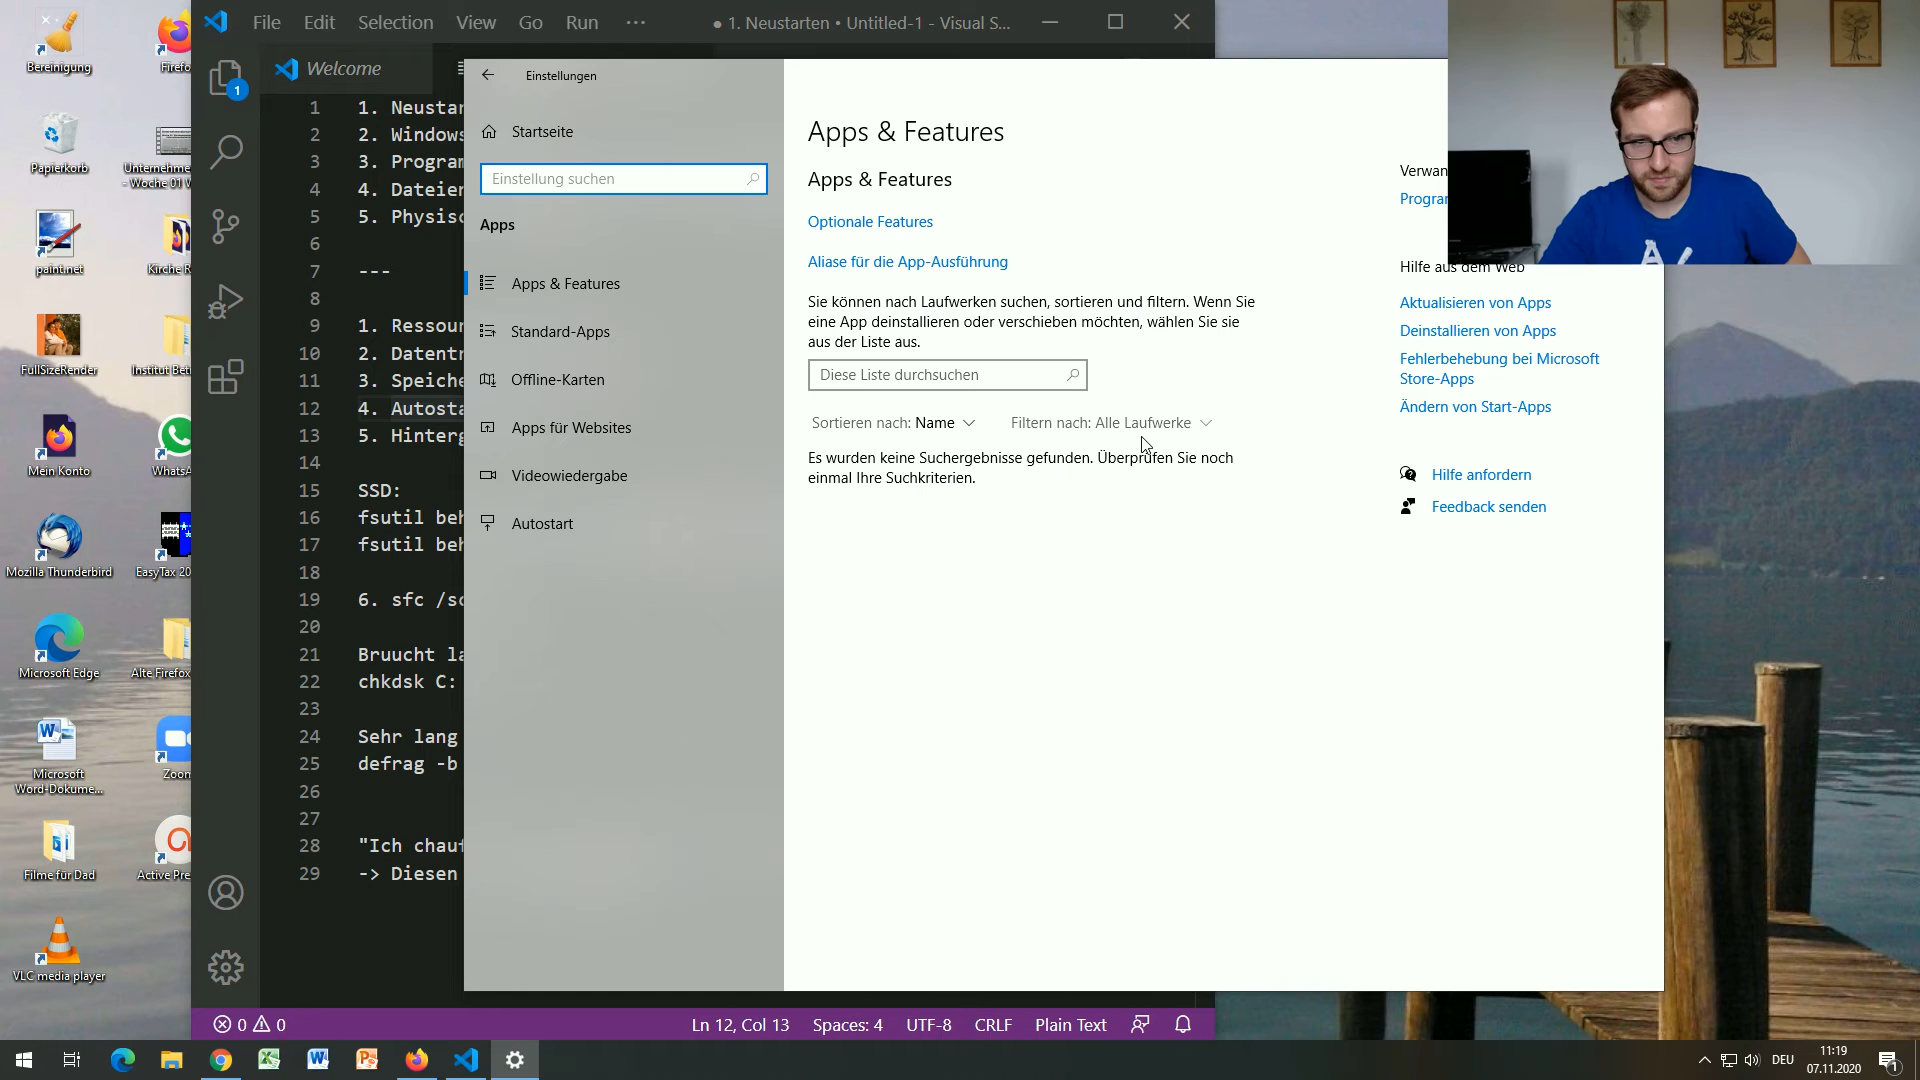 Bereinigung
Papierkorb
paint.net
FullSizeRender
Mein Konto
Mozilla Thunderbird
Microsoft Edge
Microsoft
Word-Dokume...
Filme für Dad
VLC media player
Unternehme
- Woche 01
Kirche
WhatsA
EasyTax 20
Alte Firefox
Zoom
Active Pre
File Edit Selection View Go Run ···
● 1. Neustarten • Untitled-1 - Visual S...
1
Welcome
1 1. Neustar
2 2. Windows
3 3. Program
4 4. Dateien
5 5. Physisc
6
7 ---
8
9 1. Ressour
10 2. Datentr
11 3. Speiche
12 4. Autosta
13 5. Hinterg
14
15 SSD:
16 fsutil beh
17 fsutil beh
18
19 6. sfc /sc
20
21 Bruucht la
22 chkdsk C:
23
24 Sehr lang
25 defrag -b
26
27
28 "Ich chauf
29 -> Diesen
0 0
Ln 12, Col 13 Spaces: 4 UTF-8 CRLF Plain Text
Einstellungen
Startseite
Einstellung suchen
Apps
Apps & Features
Standard-Apps
Offline-Karten
Apps für Websites
Videowiedergabe
Autostart
Apps & Features
Apps & Features
Optionale Features
Aliase für die App-Ausführung
Sie können nach Laufwerken suchen, sortieren und filtern. Wenn Sie
eine App deinstallieren oder verschieben möchten, wählen Sie sie
aus der Liste aus.
Diese Liste durchsuchen
Sortieren nach: Name Filtern nach: Alle Laufwerke
Es wurden keine Suchergebnisse gefunden. Überprüfen Sie noch
einmal Ihre Suchkriterien.
Verwan
Program
Hilfe aus dem Web
Aktualisieren von Apps
Deinstallieren von Apps
Fehlerbehebung bei Microsoft
Store-Apps
Ändern von Start-Apps
Hilfe anfordern
Feedback senden
DEU
11:19
07.11.2020
1